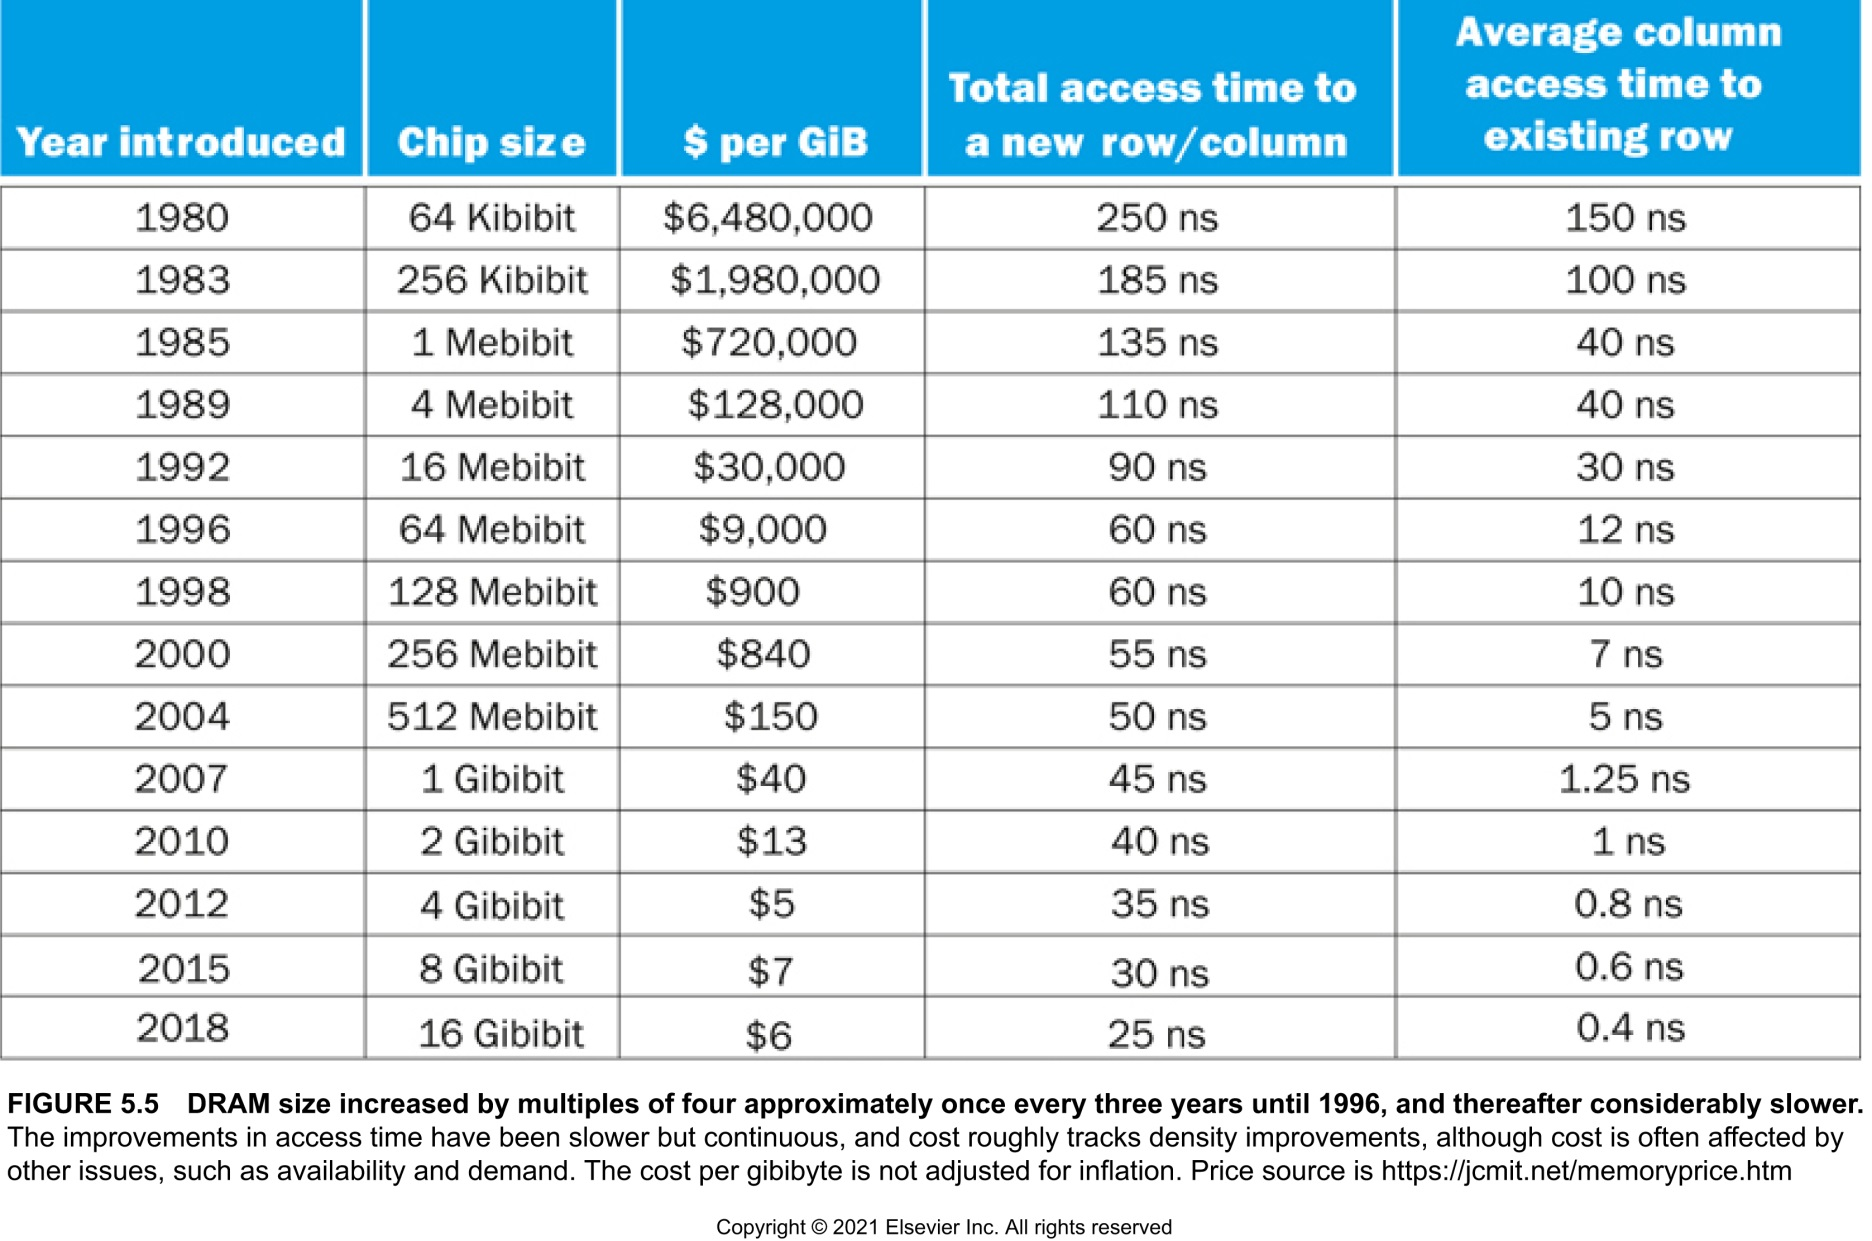 Year introduced Chip size $ per GiB Total access time to a new row/column Average column access time to existing row
1980 64 Kibibit $6,480,000 250 ns 150 ns
1983 256 Kibibit $1,980,000 185 ns 100 ns
1985 1 Mebibit $720,000 135 ns 40 ns
1989 4 Mebibit $128,000 110 ns 40 ns
1992 16 Mebibit $30,000 90 ns 30 ns
1996 64 Mebibit $9,000 60 ns 12 ns
1998 128 Mebibit $900 60 ns 10 ns
2000 256 Mebibit $840 55 ns 7 ns
2004 512 Mebibit $150 50 ns 5 ns
2007 1 Gibibit $40 45 ns 1.25 ns
2010 2 Gibibit $13 40 ns 1 ns
2012 4 Gibibit $5 35 ns 0.8 ns
2015 8 Gibibit $7 30 ns 0.6 ns
2018 16 Gibibit $6 25 ns 0.4 ns
FIGURE 5.5 DRAM size increased by multiples of four approximately once every three years until 1996, and thereafter considerably slower.
The improvements in access time have been slower but continuous, and cost roughly tracks density improvements, although cost is often affected by
other issues, such as availability and demand. The cost per gibibyte is not adjusted for inflation. Price source is https://jcmit.net/memoryprice.htm
Copyright © 2021 Elsevier Inc. All rights reserved